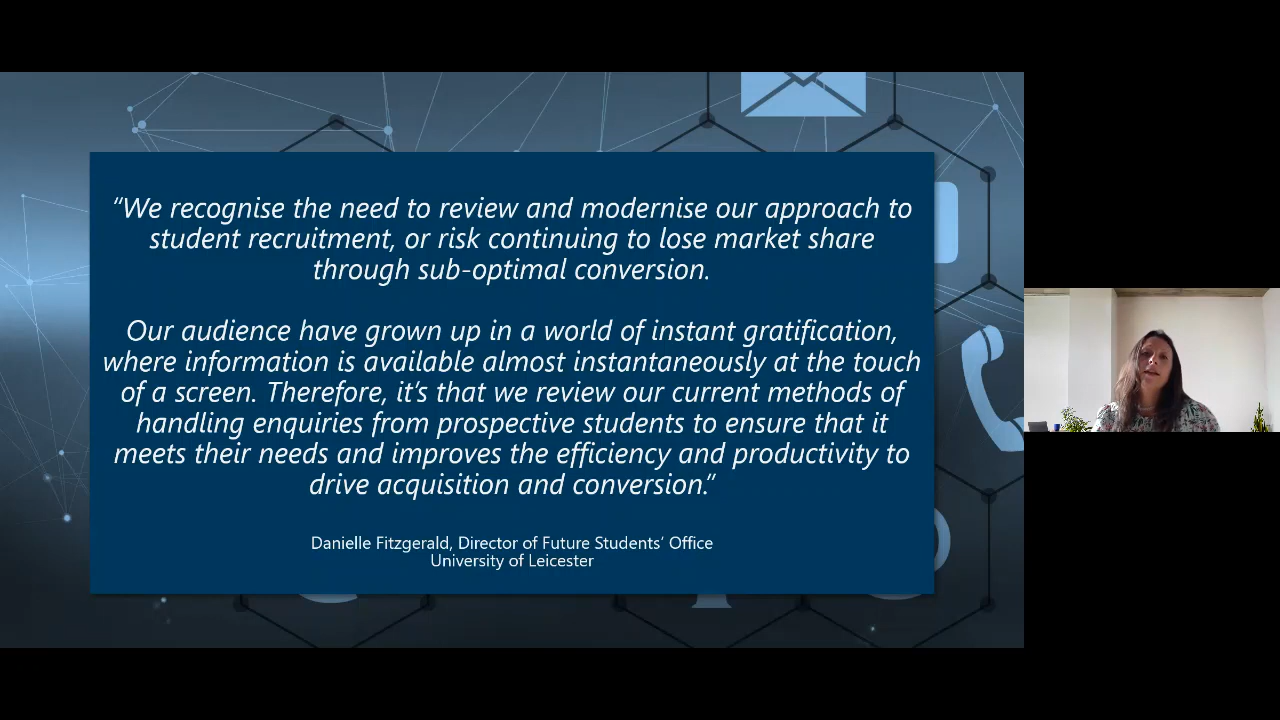 “We recognise the need to review and modernise our approach to
student recruitment, or risk continuing to lose market share
through sub-optimal conversion.
Our audience have grown up in a world of instant gratification,
where information is available almost instantaneously at the touch
of a screen. Therefore, it’s that we review our current methods of
handling enquiries from prospective students to ensure that it
meets their needs and improves the efficiency and productivity to
drive acquisition and conversion.”
Danielle Fitzgerald, Director of Future Students’ Office
University of Leicester